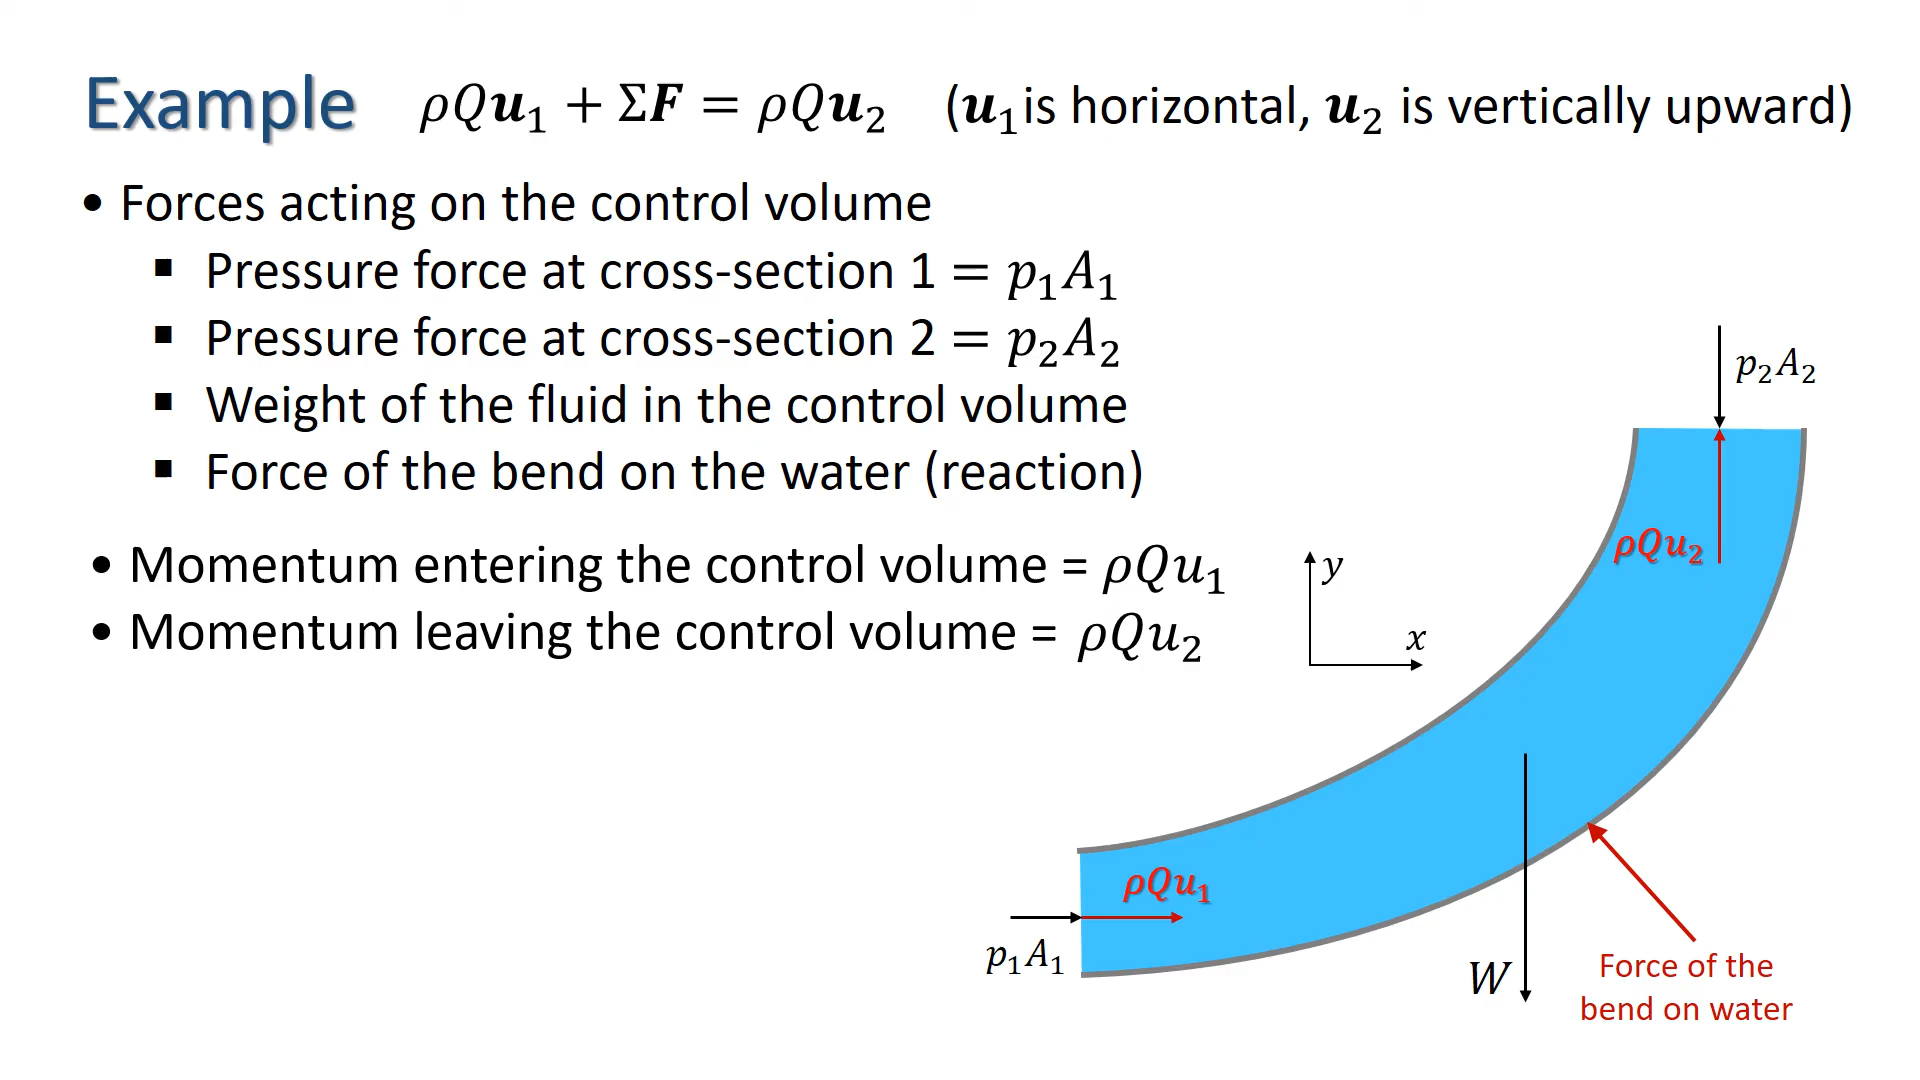 Example ρQu₁ + ΣF = ρQu₂ (u₁ is horizontal, u₂ is vertically upward)
• Forces acting on the control volume
▪ Pressure force at cross-section 1 = p₁A₁
▪ Pressure force at cross-section 2 = p₂A₂
▪ Weight of the fluid in the control volume
▪ Force of the bend on the water (reaction)
• Momentum entering the control volume = ρQu₁
• Momentum leaving the control volume = ρQu₂
p₂A₂
ρQu₂
y
x
ρQu₁
p₁A₁
W
Force of the
bend on water